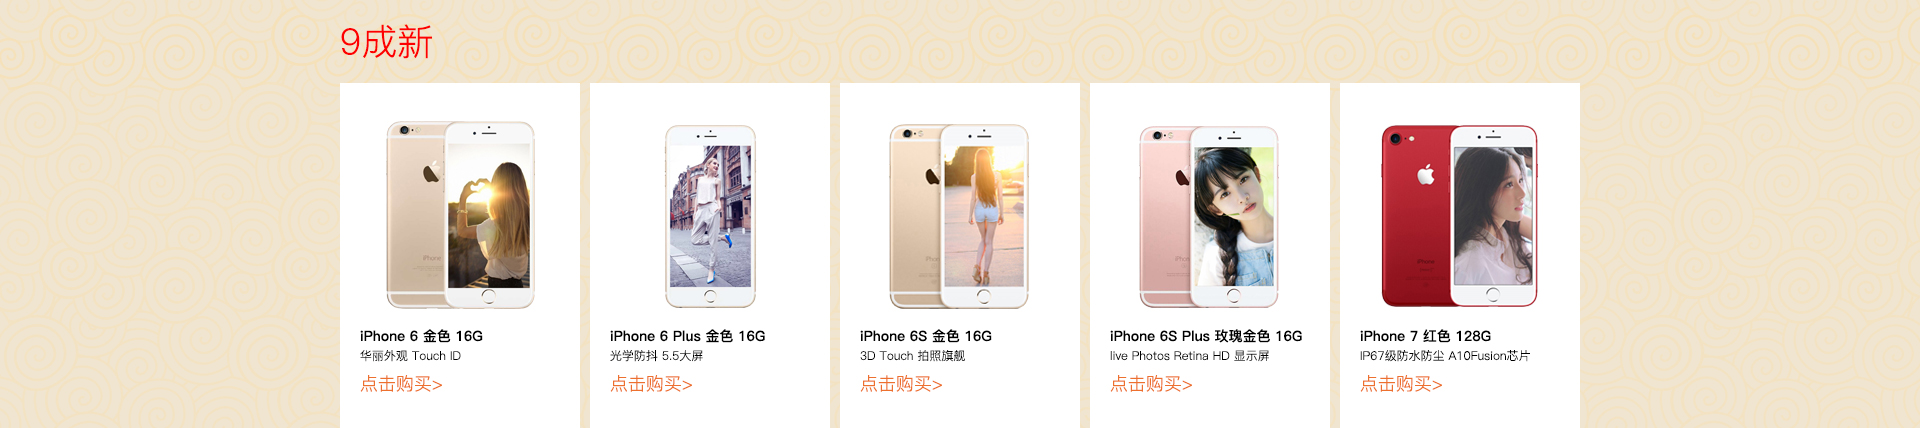 9成新
iPhone 6 金色 16G
华丽外观 Touch ID
点击购买>
iPhone 6 Plus 金色 16G
光学防抖 5.5大屏
点击购买>
iPhone 6S 金色 16G
3D Touch 拍照旗舰
点击购买>
iPhone 6S Plus 玫瑰金色 16G
live Photos Retina HD 显示屏
点击购买>
iPhone 7 红色 128G
IP67级防水防尘 A10Fusion芯片
点击购买>